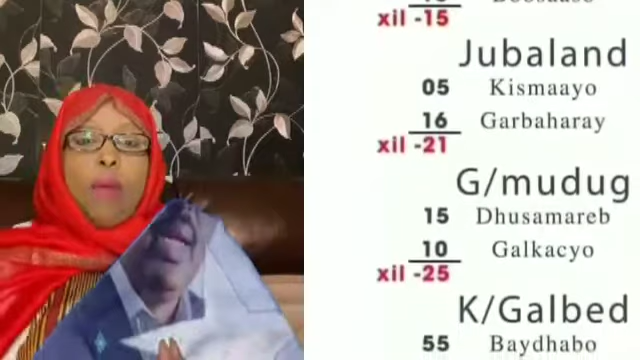 xil -15
Jubaland
05 Kismaayo
16 Garbaharay
xil -21
G/mudug
15 Dhusamareb
10 Galkacyo
xil -25
K/Galbed
55 Baydhabo